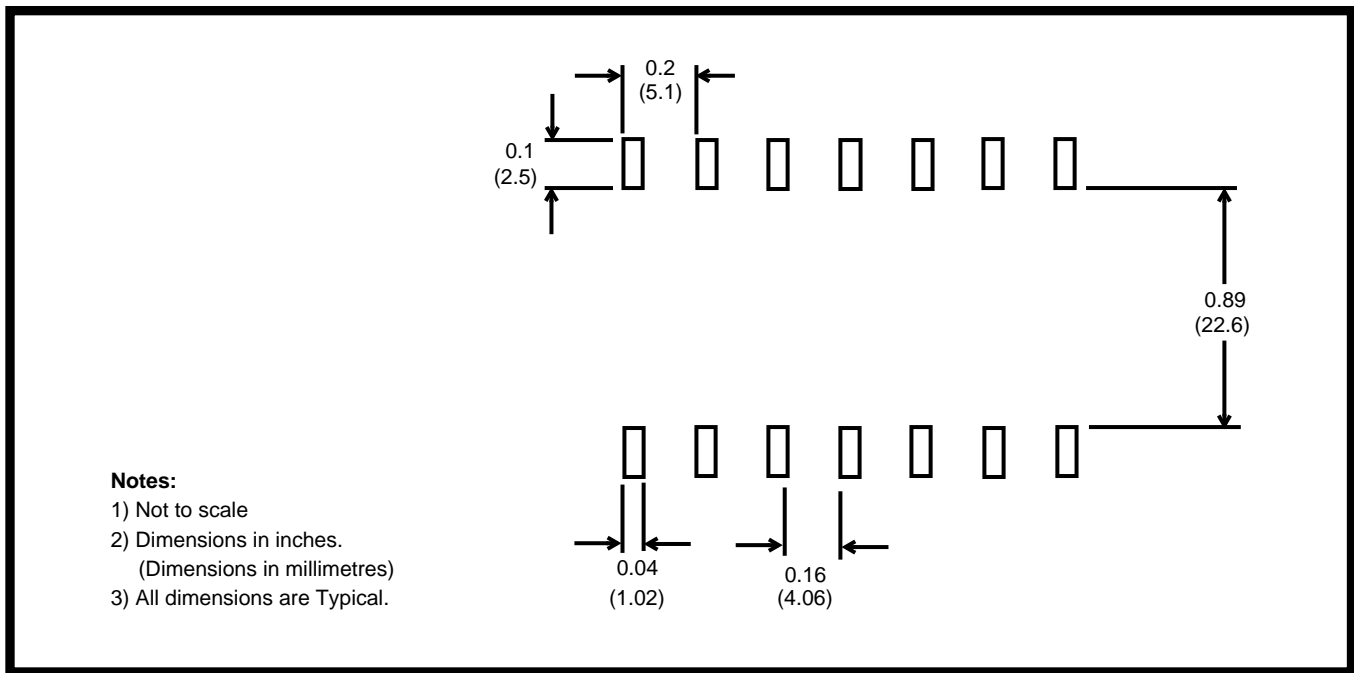 0.2
(5.1)
0.1
(2.5)
0.89
(22.6)
Notes:
1) Not to scale
2) Dimensions in inches.
(Dimensions in millimetres)
3) All dimensions are Typical.
0.04
(1.02)
0.16
(4.06)